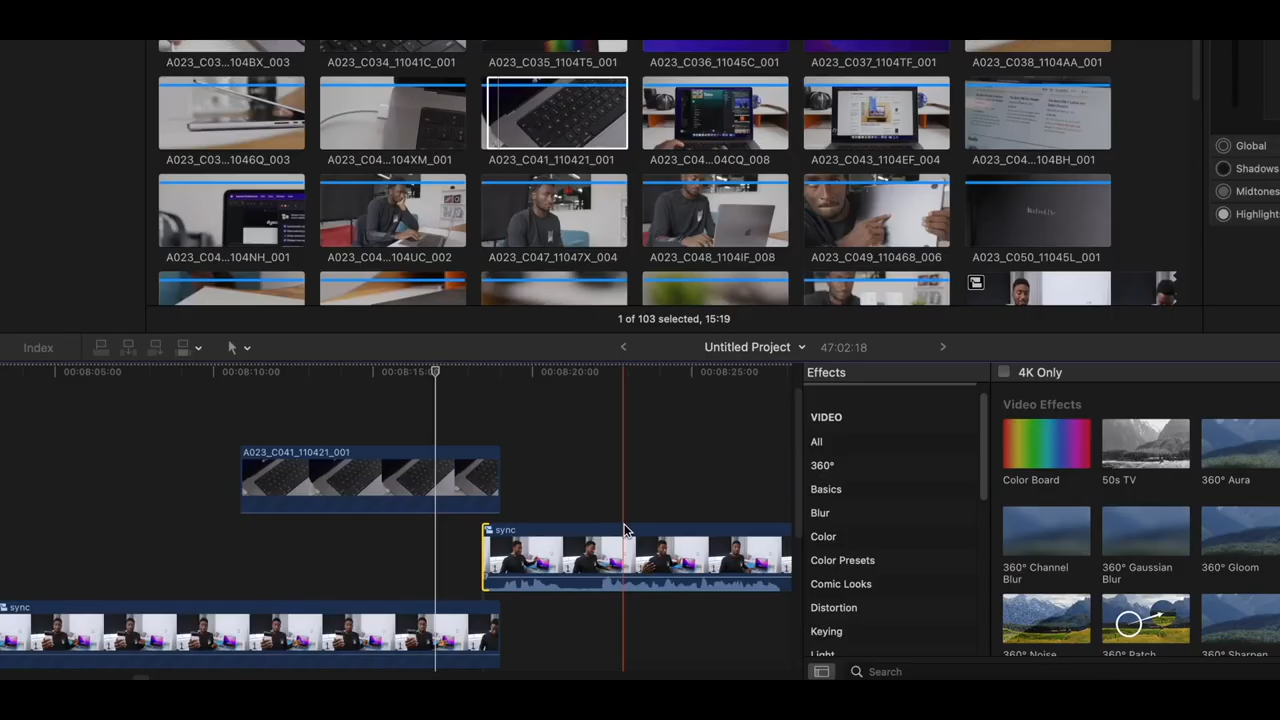 A023_C03...104BX_003
A023_C034_11041C_001
A023_C035_1104T5_001
A023_C036_11045C_001
A023_C037_1104TF_001
A023_C038_1104AA_001
A023_C03...1046Q_003
A023_C04...104XM_001
A023_C041_110421_001
A023_C04...04CQ_008
A023_C043_1104EF_004
A023_C04...104BH_001
A023_C04...104NH_001
A023_C04...104UC_002
A023_C047_11047X_004
A023_C048_1104IF_008
A023_C049_110468_006
A023_C050_11045L_001
Global
Shadows
Midtones
Highlight
1 of 103 selected, 15:19
Index
Untitled Project
47:02:18
00:08:05:00
00:08:10:00
00:08:15:0
00:08:20:00
00:08:25:00
A023_C041_110421_001
sync
sync
Effects
VIDEO
All
360°
Basics
Blur
Color
Color Presets
Comic Looks
Distortion
Keying
Light
4K Only
Video Effects
Color Board
50s TV
360° Aura
360° Channel
Blur
360° Gaussian
Blur
360° Gloom
360° Noise
360° Patch
360° Sharpen
Search